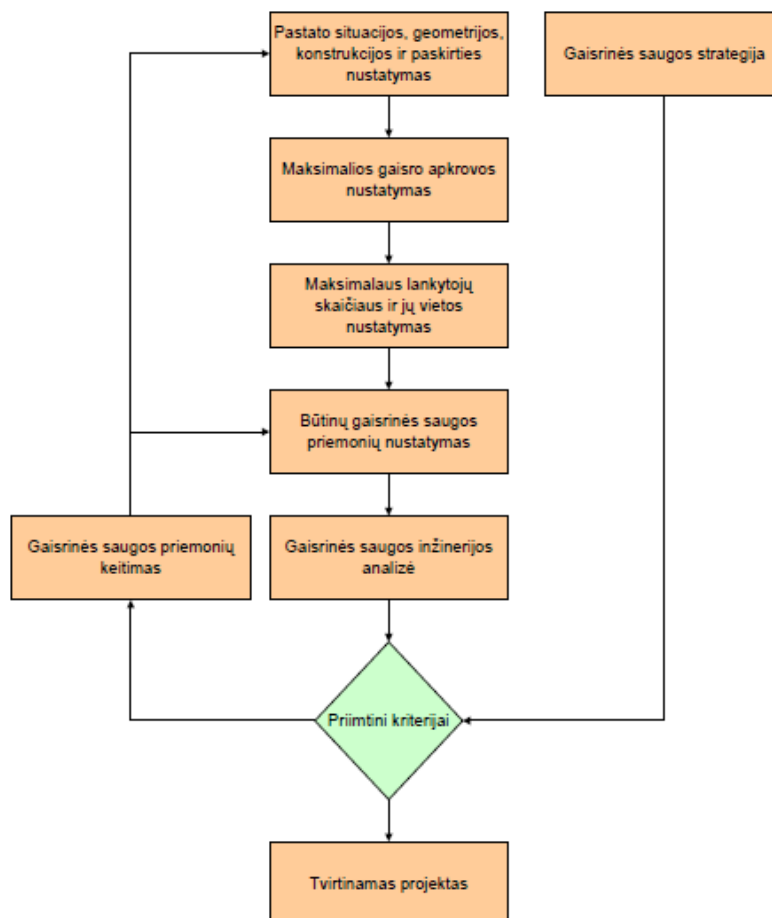 Pastato situacijos, geometrijos,
konstrukcijos ir paskirties
nustatymas
Gaisrinės saugos strategija
Maksimalios gaisro apkrovos
nustatymas
Maksimalaus lankytojų
skaičiaus ir jų vietos
nustatymas
Būtinų gaisrinės saugos
priemonių nustatymas
Gaisrinės saugos priemonių
keitimas
Gaisrinės saugos inžinerijos
analizė
Priimtini kriterijai
Tvirtinamas projektas